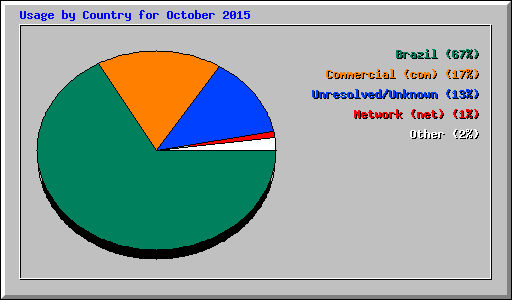 Usage by Country for October 2015
Brazil (67%)
Commercial (com) (17%)
Unresolved/Unknown (13%)
Network (net) (1%)
Other (2%)